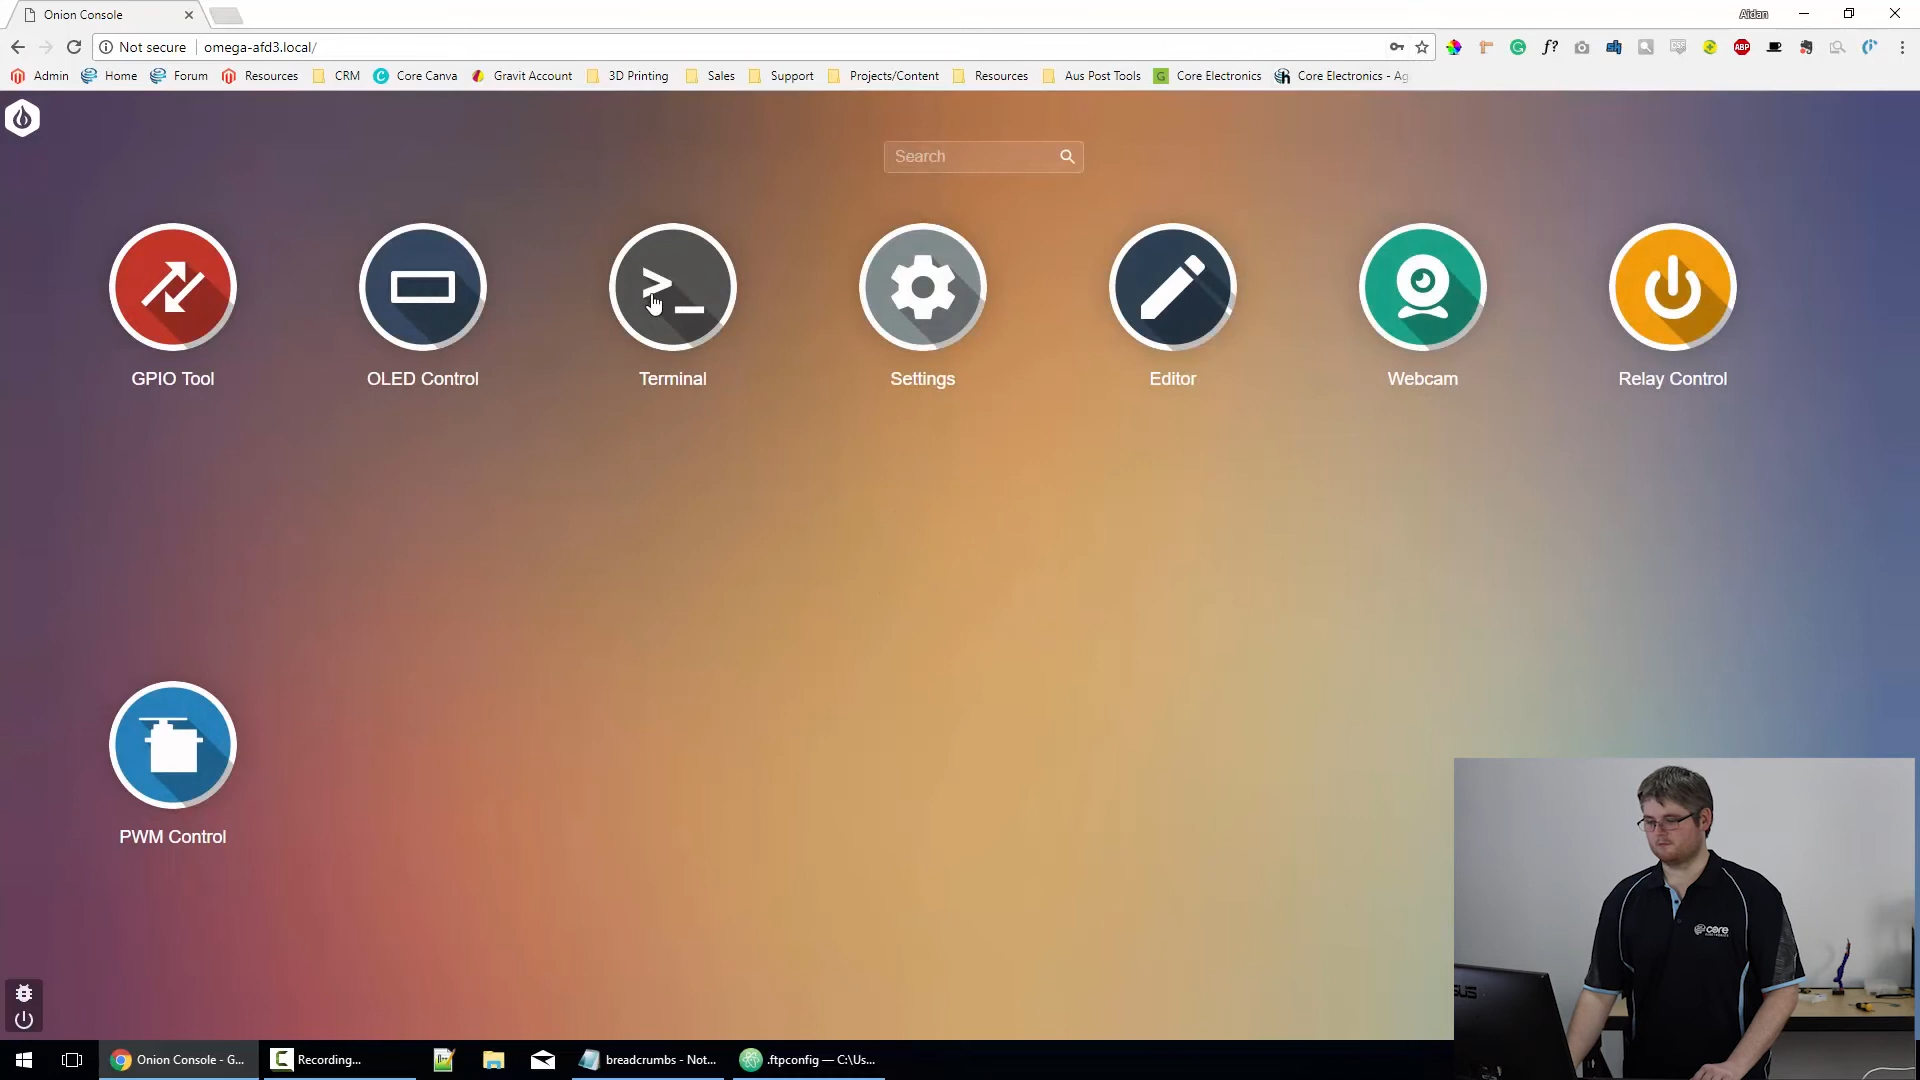 Onion Console
Aidan
Not secure
omega-afd3.local/
Admin
Home
Forum
Resources
CRM
Core Canva
Gravit Account
3D Printing
Sales
Support
Projects/Content
Resources
Aus Post Tools
Core Electronics
Core Electronics - Ag
Search
>_
GPIO Tool
OLED Control
Terminal
Settings
Editor
Webcam
Relay Control
PWM Control
core
Onion Console - G...
Recording...
breadcrumbs - Not...
.ftpconfig — C:\Us...
f?
ABP